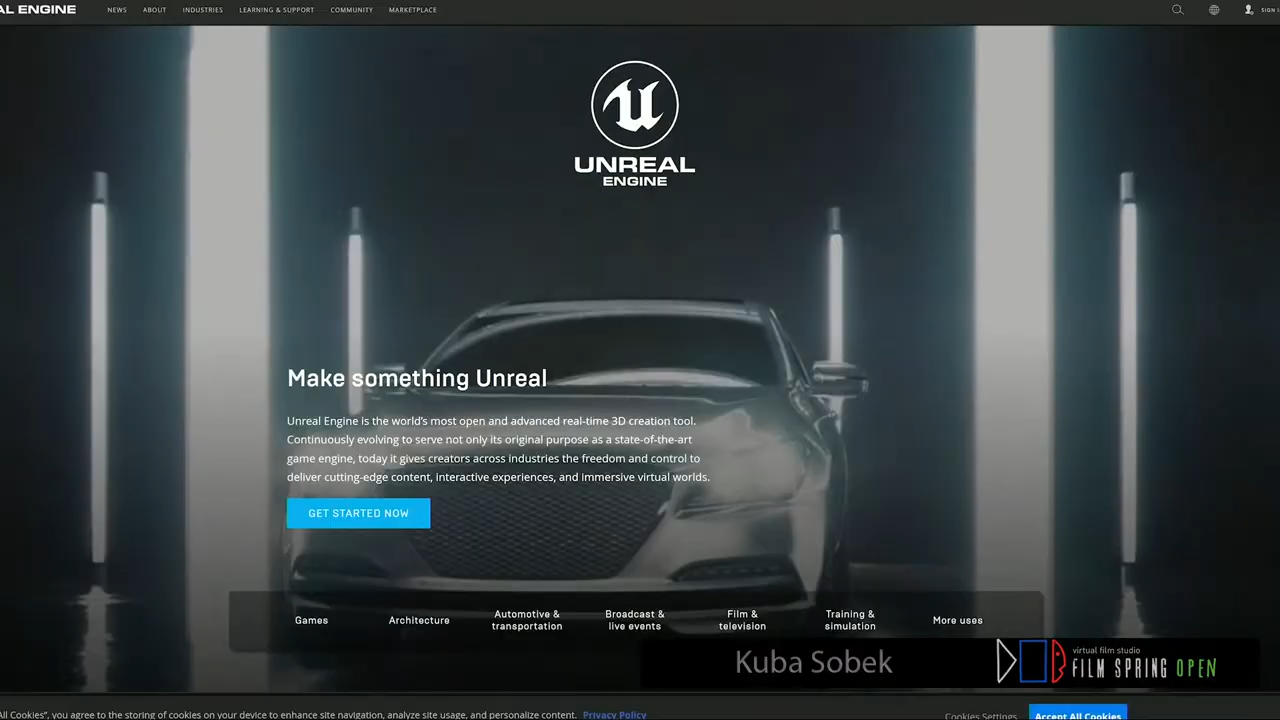 AL ENGINE
NEWS
ABOUT
INDUSTRIES
LEARNING & SUPPORT
COMMUNITY
MARKETPLACE
SIGN
UNREAL
ENGINE
Make something Unreal
Unreal Engine is the world's most open and advanced real-time 3D creation tool.
Continuously evolving to serve not only its original purpose as a state-of-the-art
game engine, today it gives creators across industries the freedom and control to
deliver cutting-edge content, interactive experiences, and immersive virtual worlds.
GET STARTED NOW
Games
Architecture
Automotive &
transportation
Broadcast &
live events
Film &
television
Training &
simulation
More uses
Kuba Sobek
virtual film studio
FILM SPRING OPEN
All Cookies", you agree to the storing of cookies on your device to enhance site navigation, analyze site usage, and personalize content. Privacy Policy
Cookies Settings
Accept All Cookies